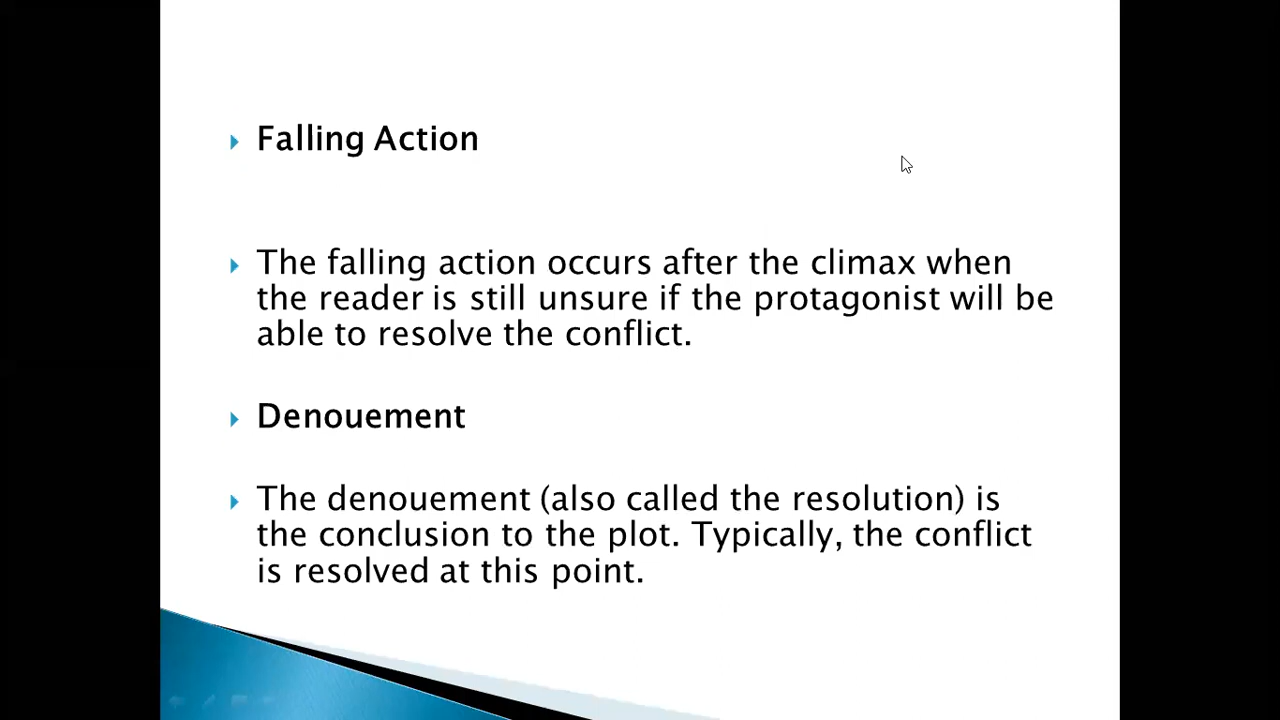 Falling Action
The falling action occurs after the climax when
the reader is still unsure if the protagonist will be
able to resolve the conflict.
Denouement
The denouement (also called the resolution) is
the conclusion to the plot. Typically, the conflict
is resolved at this point.